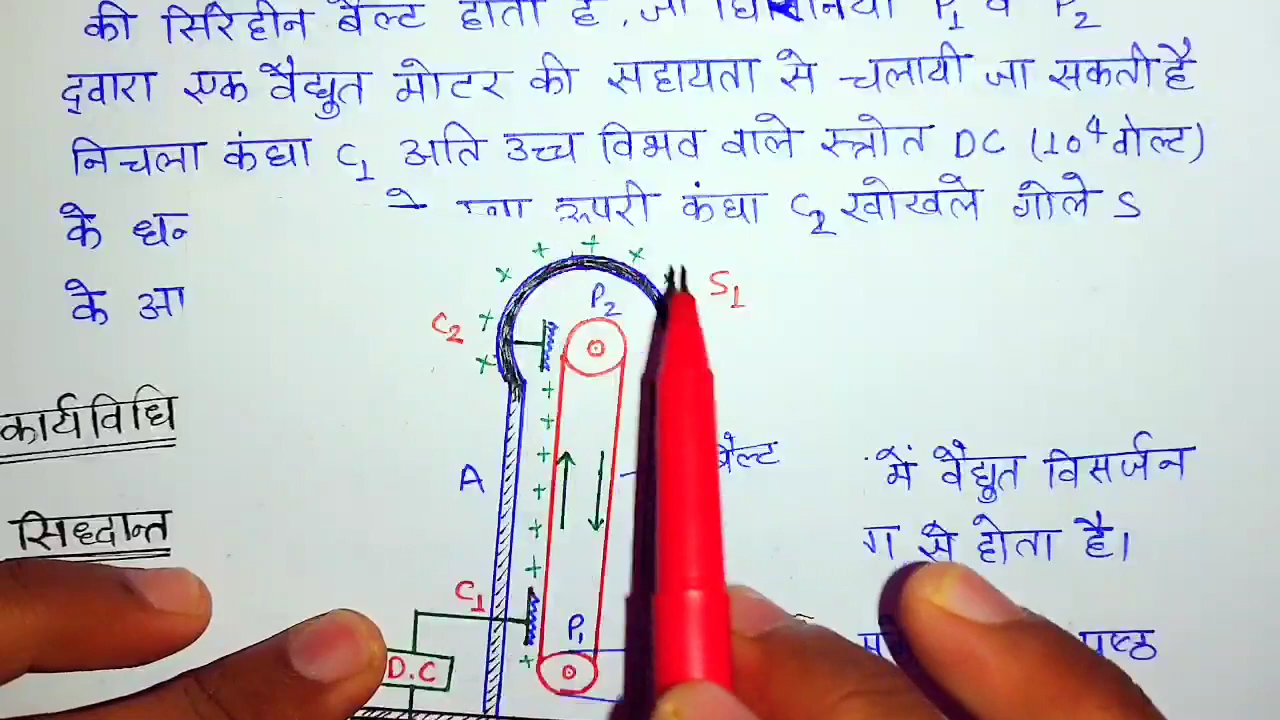 की सिरेहीन बेल्ट होता है, जो घिरनियों P₁ व P₂
द्वारा एक वैद्युत मोटर की सहायता से चलायी जा सकती है
निचला कंघा C₁ अति उच्च विभव वाले स्त्रोत DC (10⁴ वोल्ट)
के धन ऊपरी कंघा C₂ खोखले गोले S
के आ
S₁
P₂
C₂
कार्यविधि
A
बेल्ट
में वैद्युत विसर्जन
सिध्दान्त
से होता है।
C₁
P₁
D.C